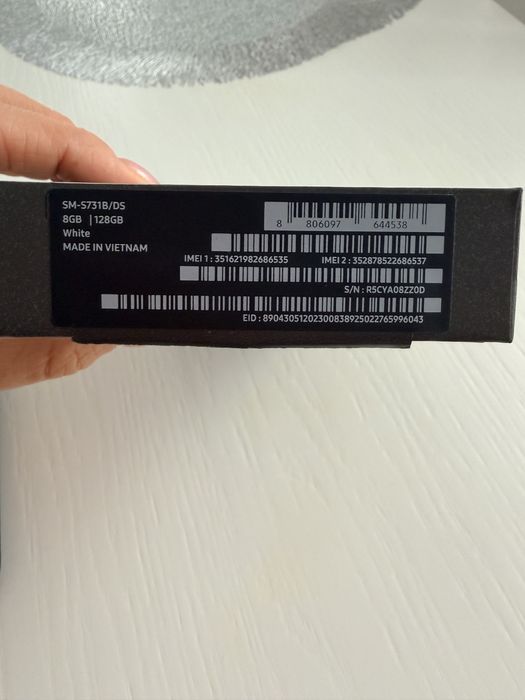 SM-S731B/DS
8GB | 128GB
White
MADE IN VIETNAM
8 806097 644538
IMEI 1 : 351621982686535 IMEI 2 : 352878522686537
S/N : R5CYA08ZZ0D
EID : 89043051202300838925022765996043